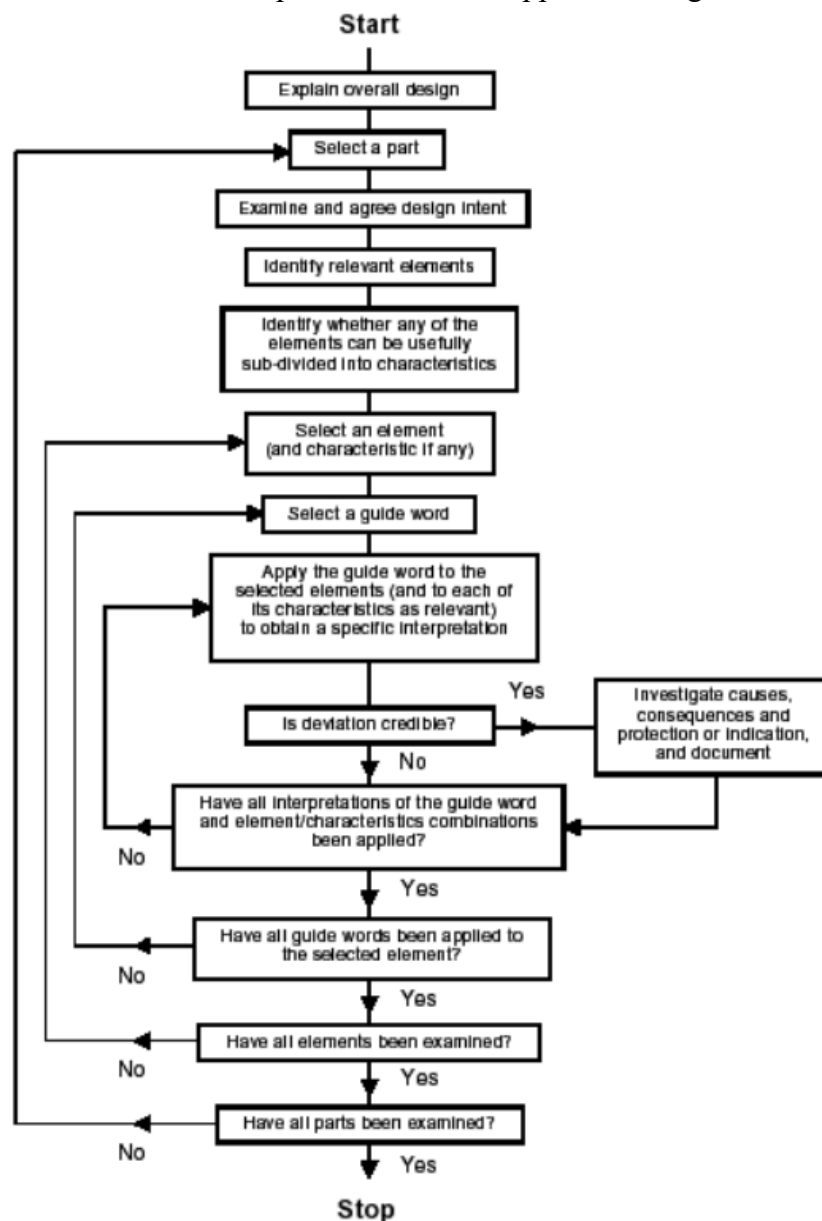 Start
Explain overall design
Select a part
Examine and agree design intent
Identify relevant elements
Identify whether any of the
elements can be usefully
sub-divided into characteristics
Select an element
(and characteristic if any)
Select a guide word
Apply the guide word to the
selected elements (and to each of
its characteristics as relevant)
to obtain a specific interpretation
Is deviation credible?
Yes
Investigate causes,
consequences and
protection or indication,
and document
No
Have all interpretations of the guide word
and element/characteristics combinations
been applied?
No
Yes
Have all guide words been applied to
the selected element?
No
Yes
Have all elements been examined?
No
Yes
Have all parts been examined?
No
Yes
Stop